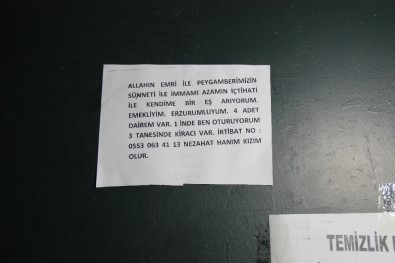 ALLAHIN EMRİ İLE PEYGAMBERİMİZİN
SÜNNETİ İLE İMMAMI AZAMIN İÇTİHATİ
İLE KENDİME BİR EŞ ARIYORUM.
EMEKLİYİM. ERZURUMLUYUM. 4 ADET
DAİREM VAR. 1 İNDE BEN OTURUYORUM
3 TANESİNDE KİRACI VAR. İRTİBAT NO :
0553 063 41 13 NEZAHAT HANIM KIZIM
OLUR.
TEMİZLİK